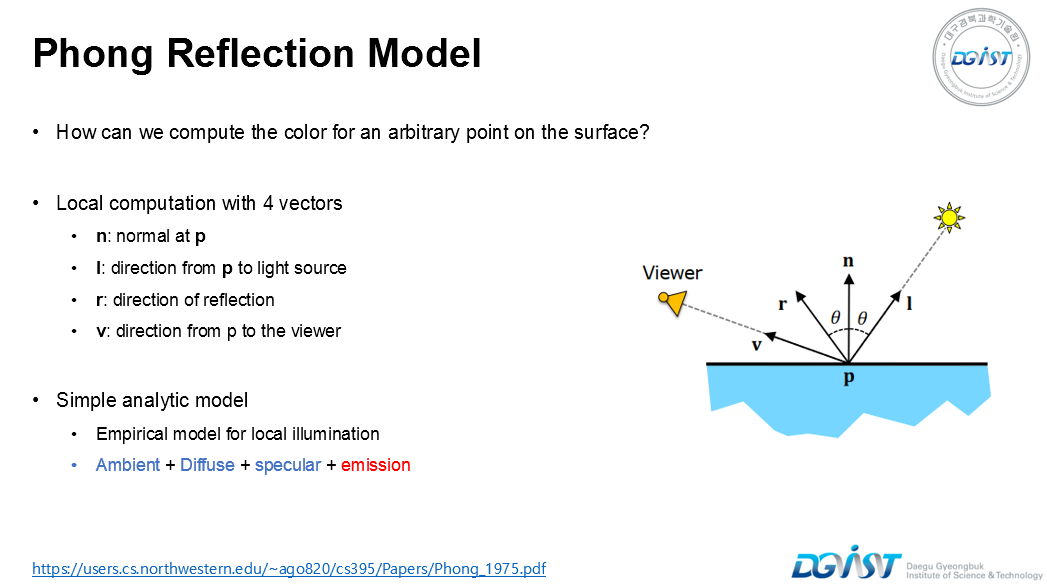 Phong Reflection Model
대구경북과학기술원
DGIST
Daegu Gyeongbuk Institute of Science & Technology
• How can we compute the color for an arbitrary point on the surface?
• Local computation with 4 vectors
• n: normal at p
• l: direction from p to light source
• r: direction of reflection
• v: direction from p to the viewer
Viewer
n
r
θ
θ
l
v
p
• Simple analytic model
• Empirical model for local illumination
• Ambient + Diffuse + specular + emission
https://users.cs.northwestern.edu/~ago820/cs395/Papers/Phong_1975.pdf
DGIST
Daegu Gyeongbuk
Institute of Science & Technology